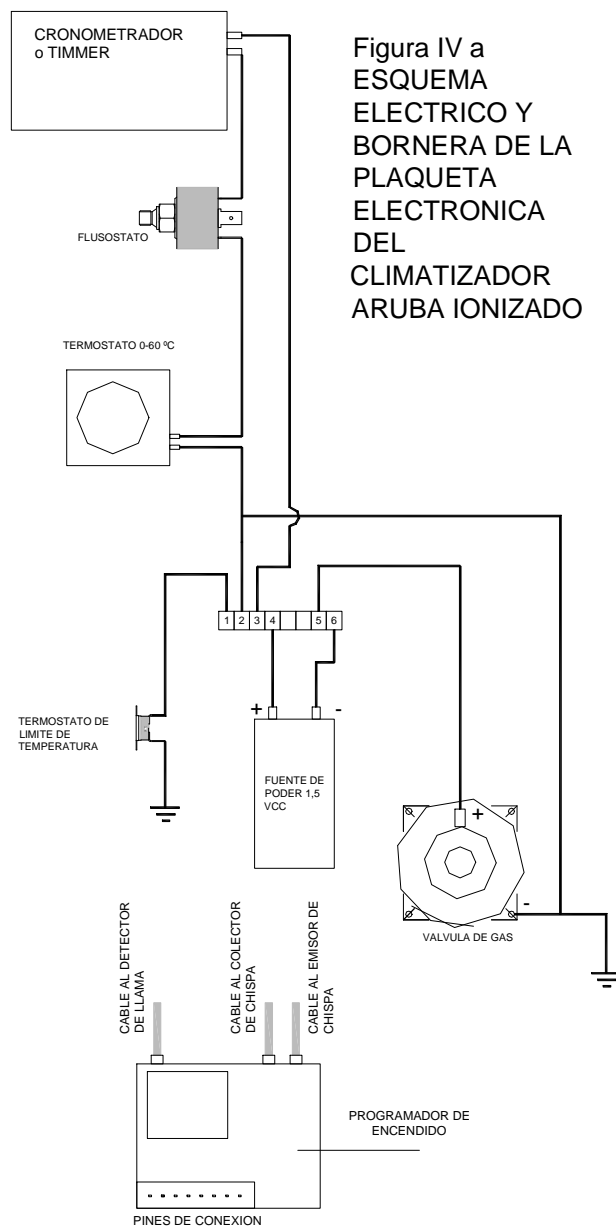 CRONOMETRADOR
o TIMMER
Figura IV a
ESQUEMA
ELECTRICO Y
BORNERA DE LA
PLAQUETA
ELECTRONICA
DEL
CLIMATIZADOR
ARUBA IONIZADO
FLUSOSTATO
TERMOSTATO 0-60 ºC
1 2 3 4 5 6
TERMOSTATO DE
LIMITE DE
TEMPERATURA
+ -
FUENTE DE
PODER 1,5
VCC
+
-
VALVULA DE GAS
CABLE AL DETECTOR
DE LLAMA
CABLE AL COLECTOR
DE CHISPA
CABLE AL EMISOR DE
CHISPA
PROGRAMADOR DE
ENCENDIDO
PINES DE CONEXION